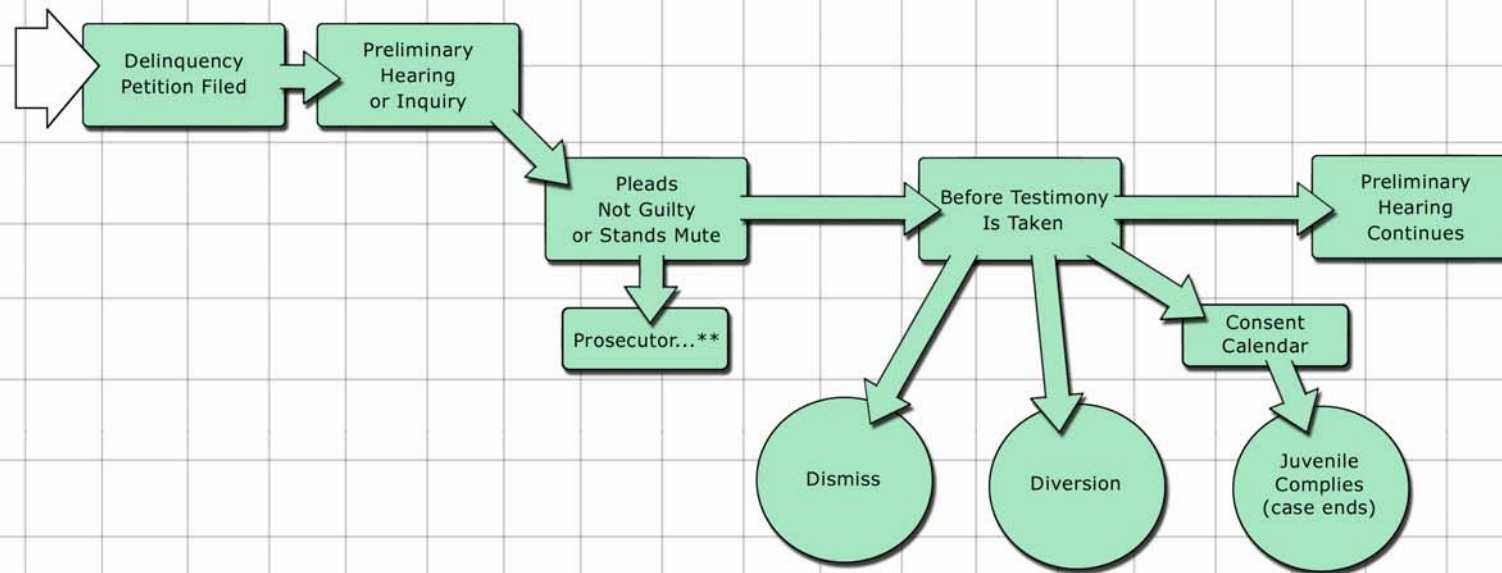 Delinquency
Petition Filed
Preliminary
Hearing
or Inquiry
Pleads
Not Guilty
or Stands Mute
Before Testimony
Is Taken
Preliminary
Hearing
Continues
Prosecutor...**
Consent
Calendar
Dismiss
Diversion
Juvenile
Complies
(case ends)